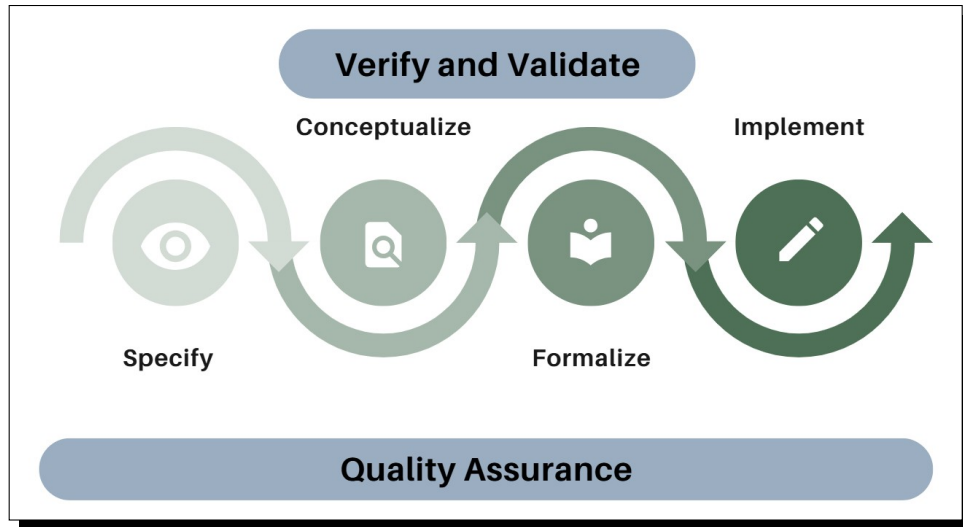 Verify and Validate
Conceptualize
Implement
Specify
Formalize
Quality Assurance